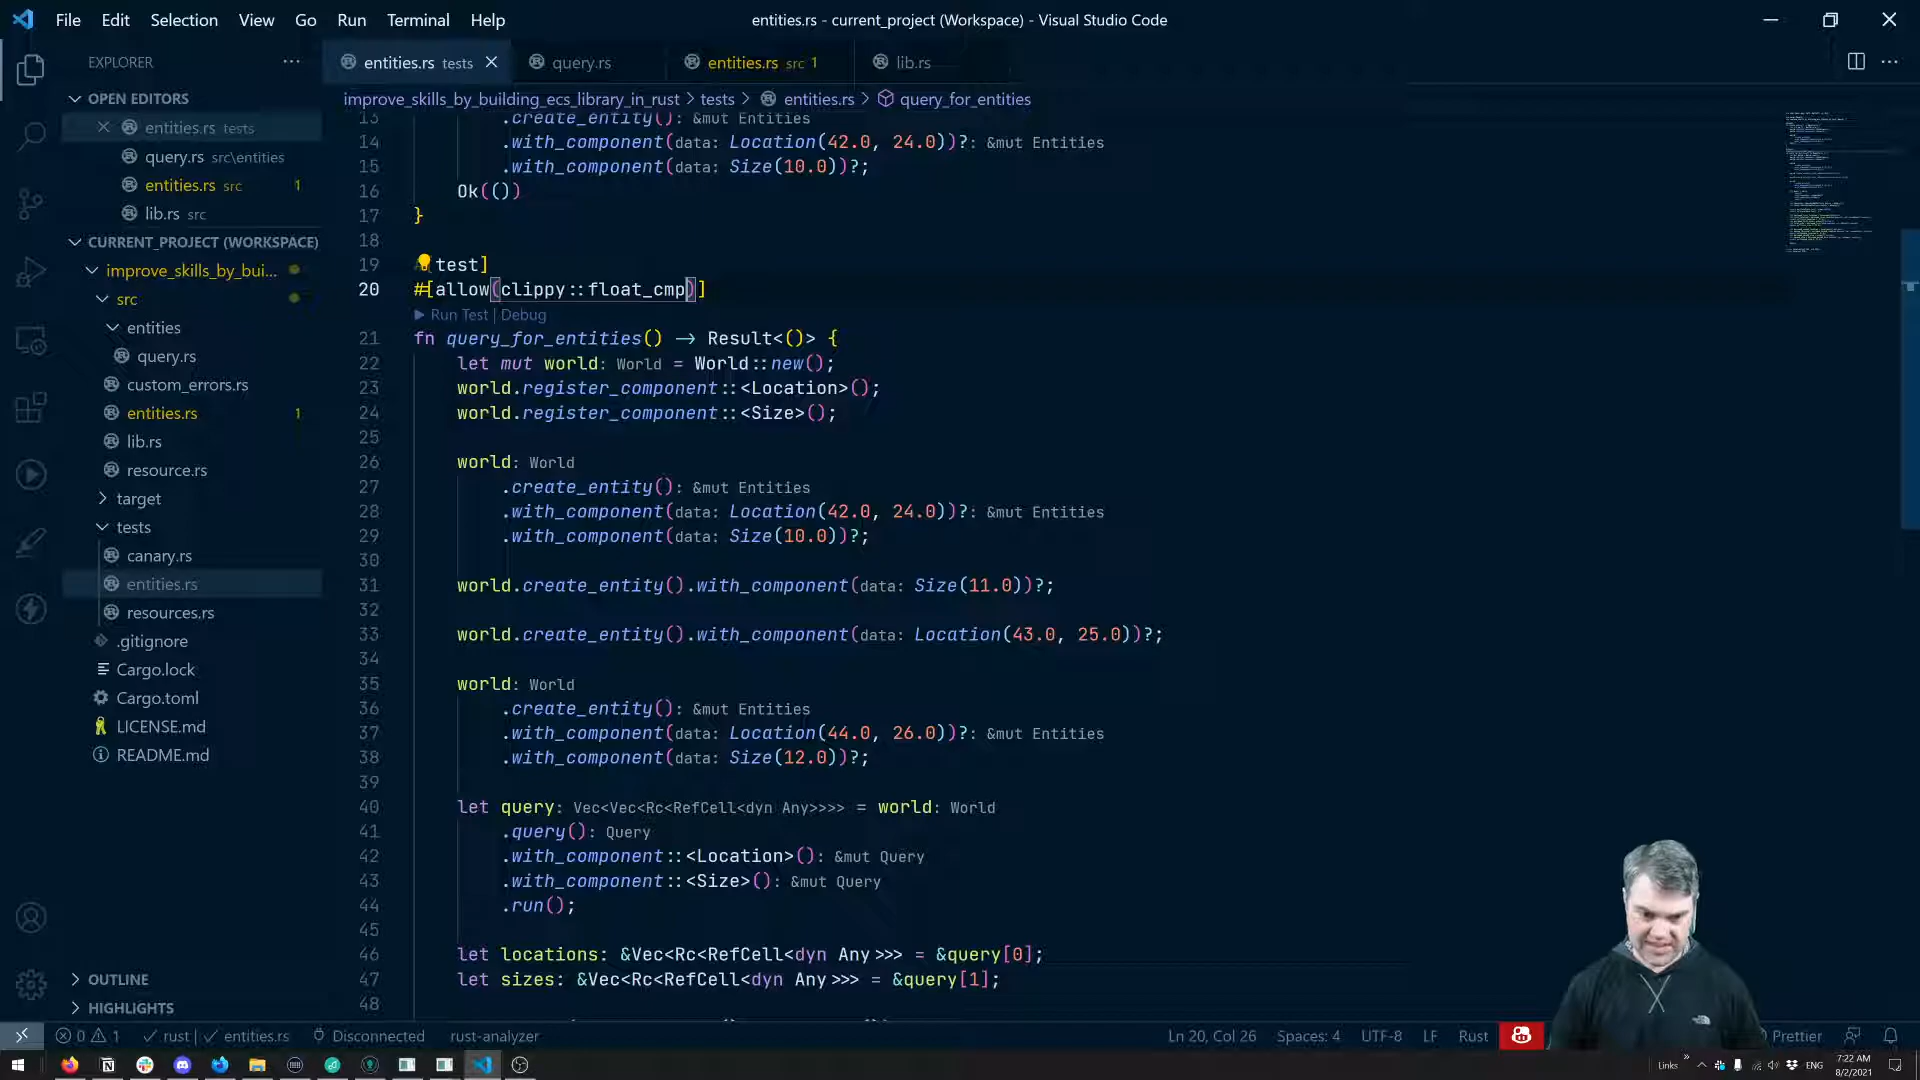 File Edit Selection View Go Run Terminal Help
entities.rs - current_project (Workspace) - Visual Studio Code
EXPLORER
OPEN EDITORS
entities.rs tests
query.rs src\entities
entities.rs src 1
lib.rs src
CURRENT_PROJECT (WORKSPACE)
improve_skills_by_bui...
src
entities
query.rs
custom_errors.rs
entities.rs 1
lib.rs
resource.rs
target
tests
canary.rs
entities.rs
resources.rs
.gitignore
Cargo.lock
Cargo.toml
LICENSE.md
README.md
OUTLINE
HIGHLIGHTS
entities.rs tests query.rs entities.rs src 1 lib.rs
improve_skills_by_building_ecs_library_in_rust > tests > entities.rs > query_for_entities
13 .create_entity(): &mut Entities
14 .with_component(data: Location(42.0, 24.0))?: &mut Entities
15 .with_component(data: Size(10.0))?;
16 Ok(())
17 }
18
19 [test]
20 #[allow(clippy::float_cmp)]
Run Test | Debug
21 fn query_for_entities() -> Result<()> {
22 let mut world: World = World::new();
23 world.register_component::<Location>();
24 world.register_component::<Size>();
25
26 world: World
27 .create_entity(): &mut Entities
28 .with_component(data: Location(42.0, 24.0))?: &mut Entities
29 .with_component(data: Size(10.0))?;
30
31 world.create_entity().with_component(data: Size(11.0))?;
32
33 world.create_entity().with_component(data: Location(43.0, 25.0))?;
34
35 world: World
36 .create_entity(): &mut Entities
37 .with_component(data: Location(44.0, 26.0))?: &mut Entities
38 .with_component(data: Size(12.0))?;
39
40 let query: Vec<Vec<Rc<RefCell<dyn Any>>>> = world: World
41 .query(): Query
42 .with_component::<Location>(): &mut Query
43 .with_component::<Size>(): &mut Query
44 .run();
45
46 let locations: &Vec<Rc<RefCell<dyn Any>>> = &query[0];
47 let sizes: &Vec<Rc<RefCell<dyn Any>>> = &query[1];
48
0 1 rust | entities.rs Disconnected rust-analyzer Ln 20, Col 26 Spaces: 4 UTF-8 LF Rust Prettier
Links ENG 7:22 AM
8/2/2021